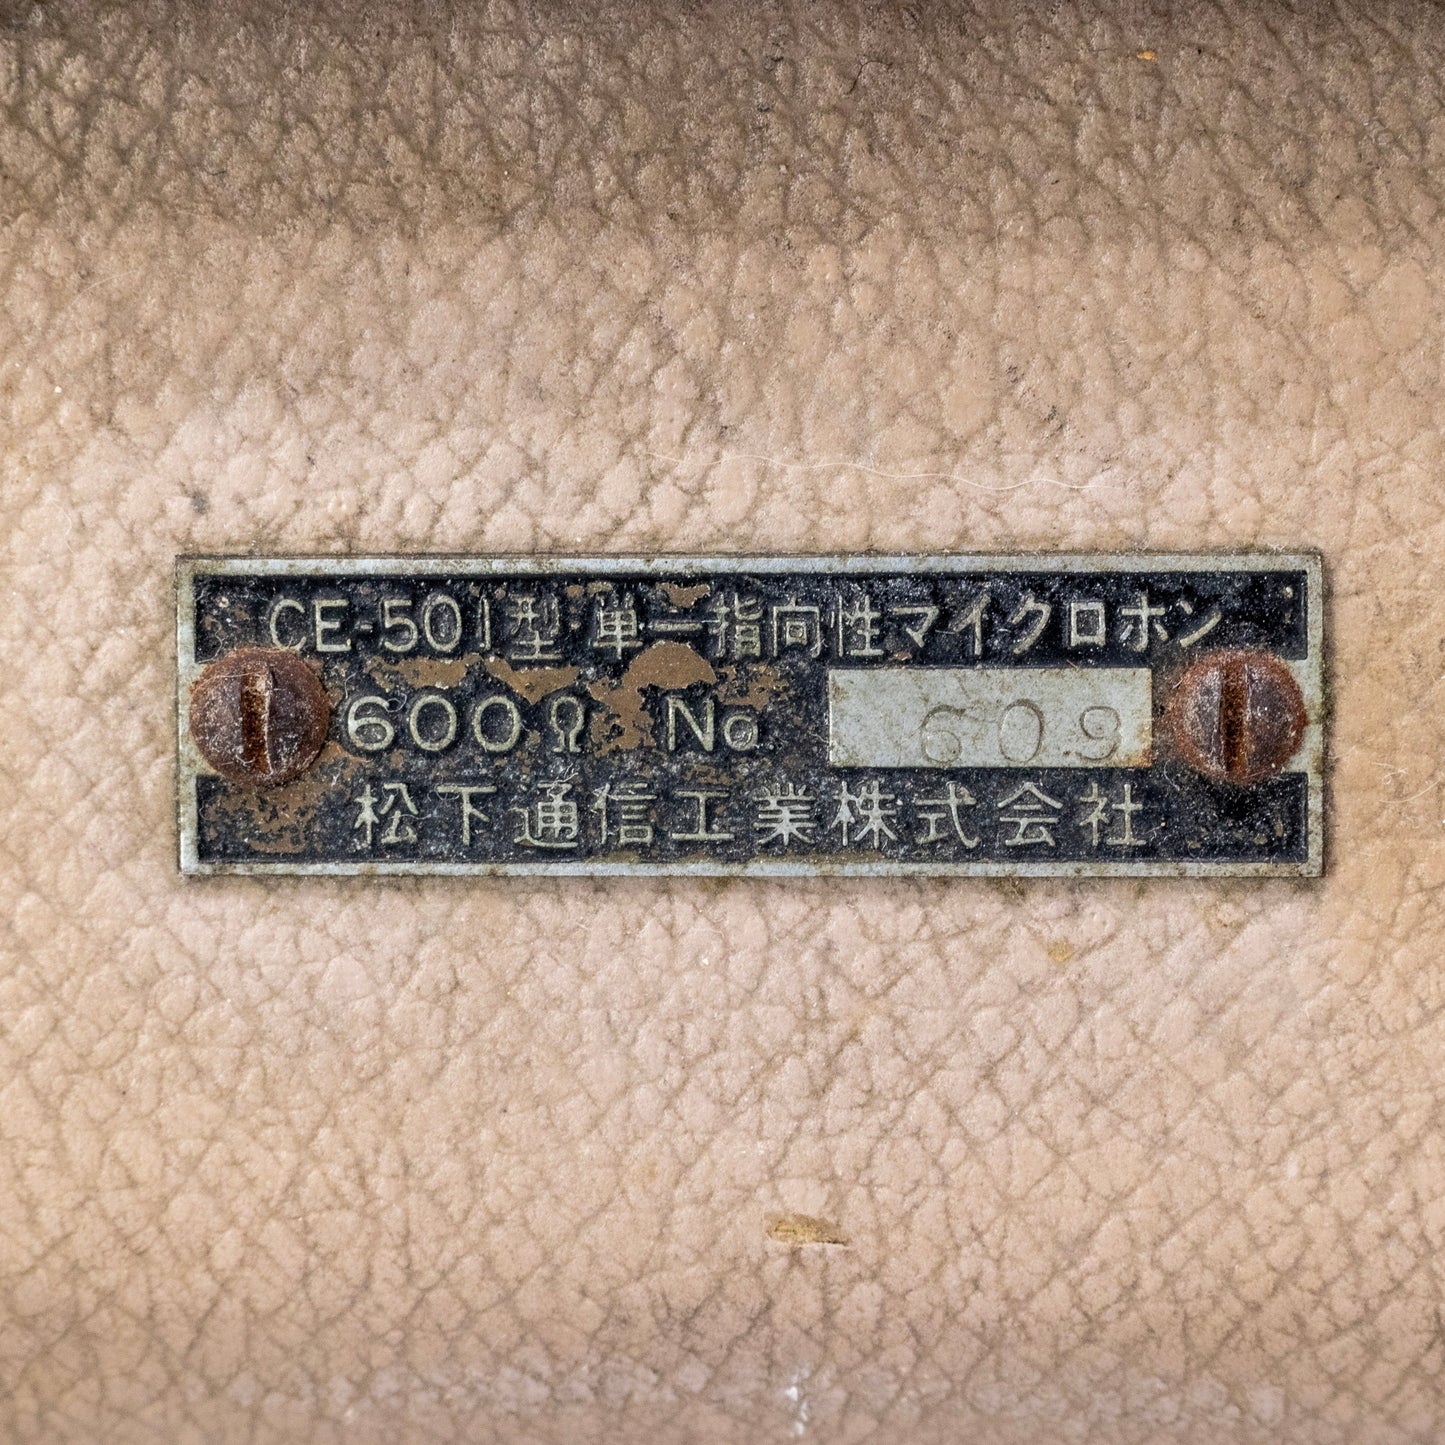 CE-501型 単一指向性マイクロホン
600Ω No 609
松下通信工業株式会社